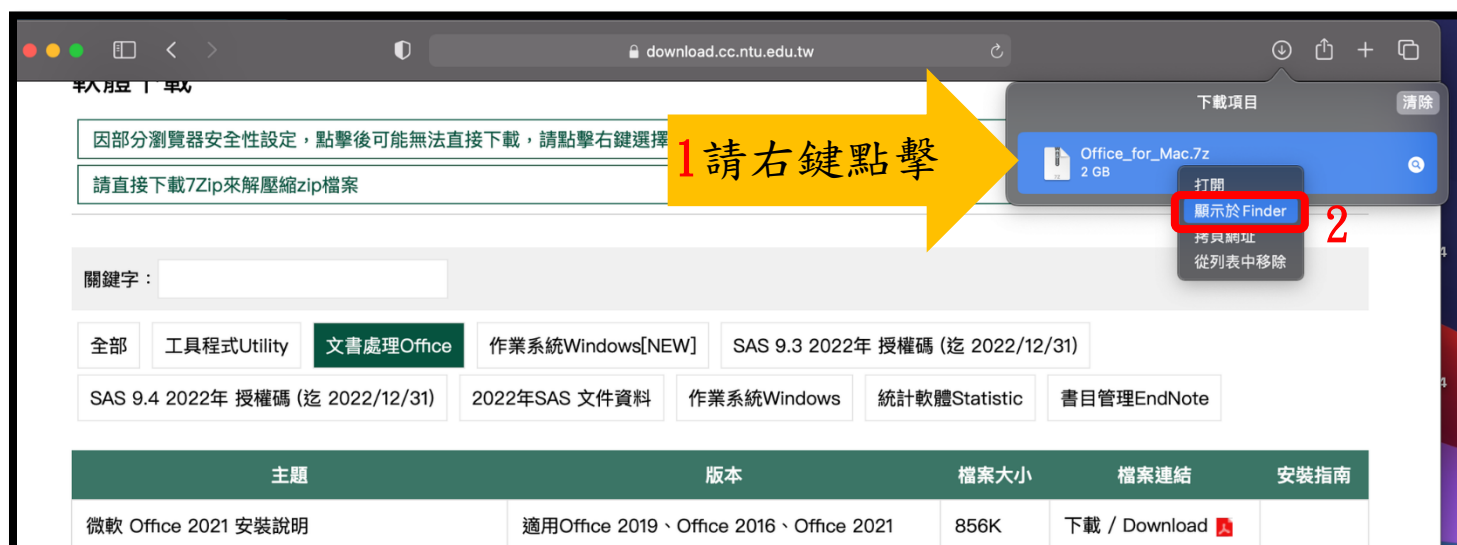 download.cc.ntu.edu.tw
軟體下載
下載項目
清除
因部分瀏覽器安全性設定，點擊後可能無法直接下載，請點擊右鍵選擇
1請右鍵點擊
Office_for_Mac.7z
2 GB
請直接下載7Zip來解壓縮zip檔案
打開
顯示於Finder
2
拷貝網址
從列表中移除
關鍵字：
全部
工具程式Utility
文書處理Office
作業系統Windows[NEW]
SAS 9.3 2022年 授權碼 (迄 2022/12/31)
SAS 9.4 2022年 授權碼 (迄 2022/12/31)
2022年SAS 文件資料
作業系統Windows
統計軟體Statistic
書目管理EndNote
主題
版本
檔案大小
檔案連結
安裝指南
微軟 Office 2021 安裝說明
適用Office 2019、Office 2016、Office 2021
856K
下載 / Download